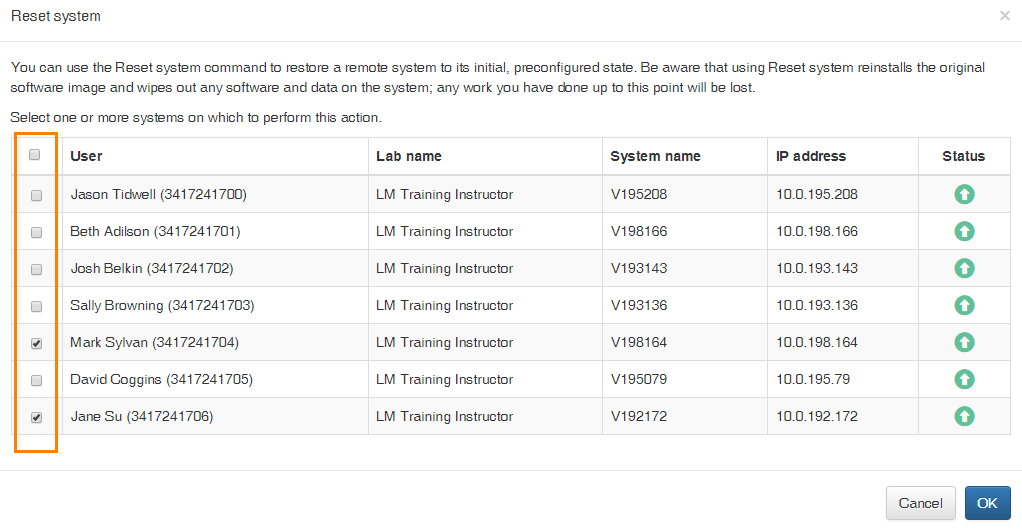 Reset system ×
You can use the Reset system command to restore a remote system to its initial, preconfigured state. Be aware that using Reset system reinstalls the original
software image and wipes out any software and data on the system; any work you have done up to this point will be lost.
Select one or more systems on which to perform this action.
User Lab name System name IP address Status
Jason Tidwell (3417241700) LM Training Instructor V195208 10.0.195.208
Beth Adilson (3417241701) LM Training Instructor V198166 10.0.198.166
Josh Belkin (3417241702) LM Training Instructor V193143 10.0.193.143
Sally Browning (3417241703) LM Training Instructor V193136 10.0.193.136
Mark Sylvan (3417241704) LM Training Instructor V198164 10.0.198.164
David Coggins (3417241705) LM Training Instructor V195079 10.0.195.79
Jane Su (3417241706) LM Training Instructor V192172 10.0.192.172
Cancel OK